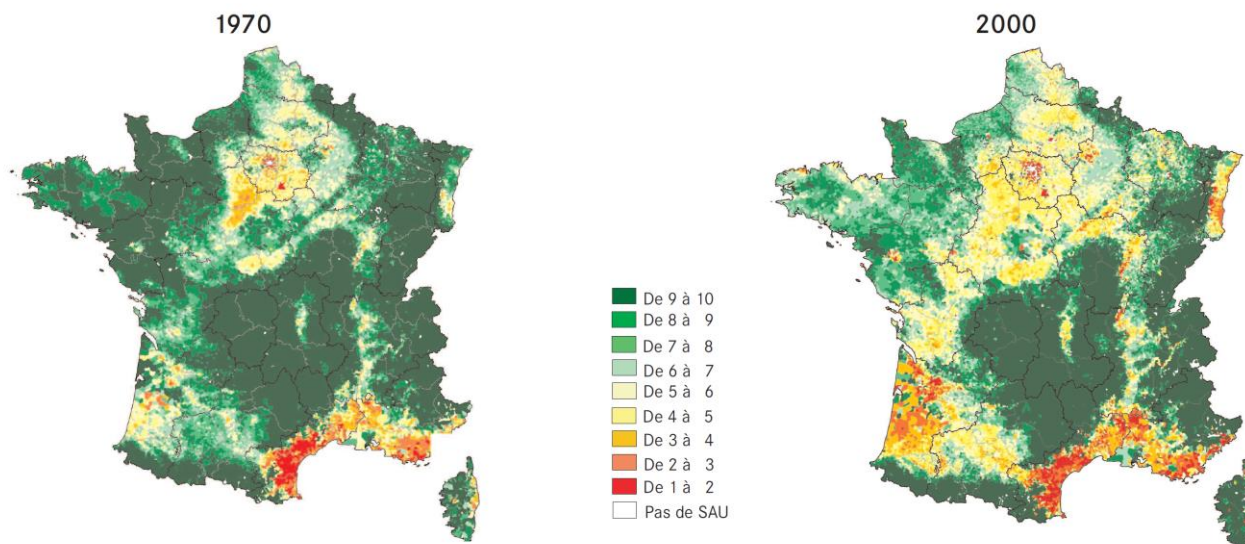 1970
2000
De 9 à 10
De 8 à 9
De 7 à 8
De 6 à 7
De 5 à 6
De 4 à 5
De 3 à 4
De 2 à 3
De 1 à 2
Pas de SAU